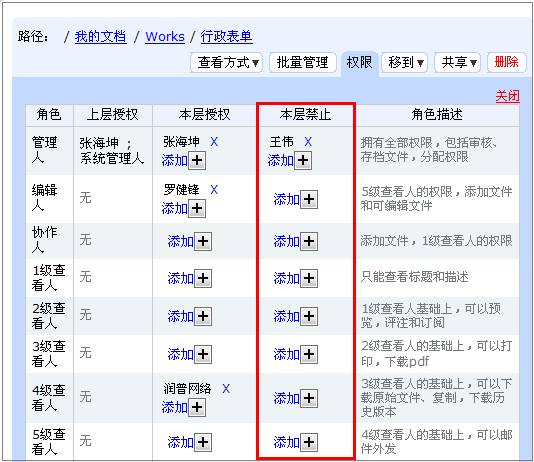 路径： / 我的文档 / Works / 行政表单
查看方式▼ 批量管理 权限 移到▼ 共享▼ 删除
关闭
角色 上层授权 本层授权 本层禁止 角色描述
管理人 张海坤 ；系统管理人 张海坤 X 添加+ 王伟 X 添加+ 拥有全部权限，包括审核、存档文件，分配权限
编辑人 无 罗健锋 X 添加+ 添加+ 5级查看人的权限，添加文件和可编辑文件
协作人 无 添加+ 添加+ 添加文件，1级查看人的权限
1级查看人 无 添加+ 添加+ 只能查看标题和描述
2级查看人 无 添加+ 添加+ 1级查看人基础上，可以预览，评注和订阅
3级查看人 无 添加+ 添加+ 2级查看人的基础上，可以打印，下载pdf
4级查看人 无 润普网络 X 添加+ 添加+ 3级查看人的基础上，可以下载原始文件、复制，下载历史版本
5级查看人 无 添加+ 添加+ 4级查看人的基础上，可以邮件外发